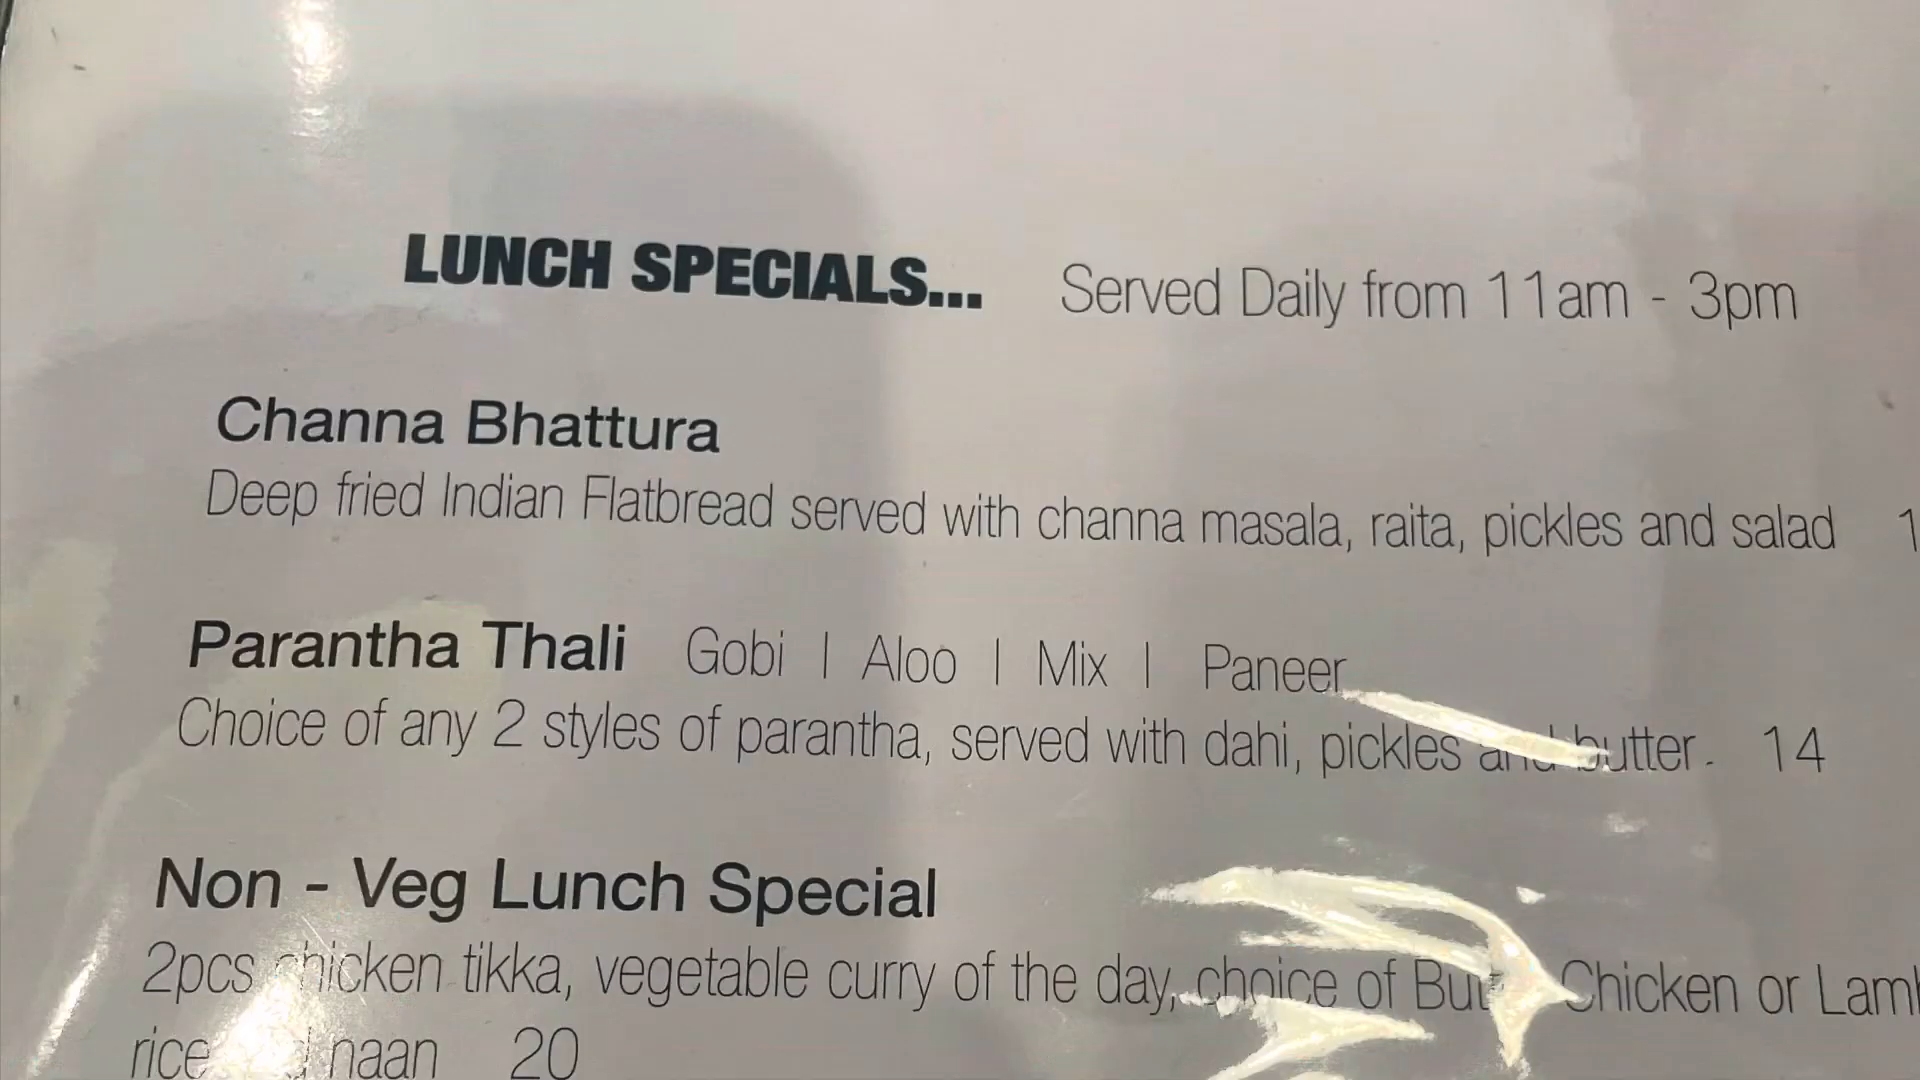 LUNCH SPECIALS... Served Daily from 11am - 3pm
Channa Bhattura
Deep fried Indian Flatbread served with channa masala, raita, pickles and salad
Parantha Thali Gobi | Aloo | Mix | Paneer
Choice of any 2 styles of parantha, served with dahi, pickles and butter. 14
Non - Veg Lunch Special
2pcs chicken tikka, vegetable curry of the day, choice of Chicken or
rice naan 20